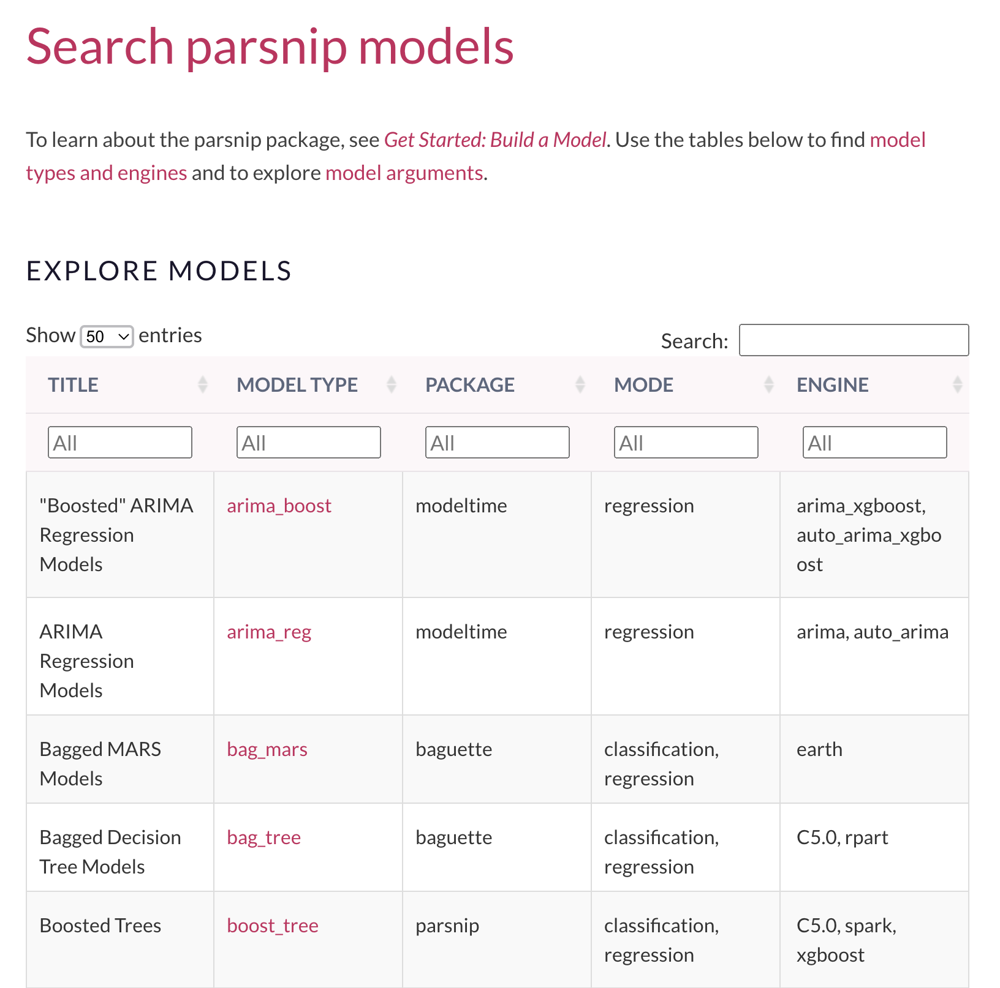 Search parsnip models
To learn about the parsnip package, see Get Started: Build a Model. Use the tables below to find model
types and engines and to explore model arguments.
EXPLORE MODELS
Show 50 entries
Search:
TITLE MODEL TYPE PACKAGE MODE ENGINE
All All All All All
"Boosted" ARIMA arima_boost modeltime regression arima_xgboost,
Regression auto_arima_xgbo
Models ost
ARIMA arima_reg modeltime regression arima, auto_arima
Regression
Models
Bagged MARS bag_mars baguette classification, earth
Models regression
Bagged Decision bag_tree baguette classification, C5.0, rpart
Tree Models regression
Boosted Trees boost_tree parsnip classification, C5.0, spark,
regression xgboost